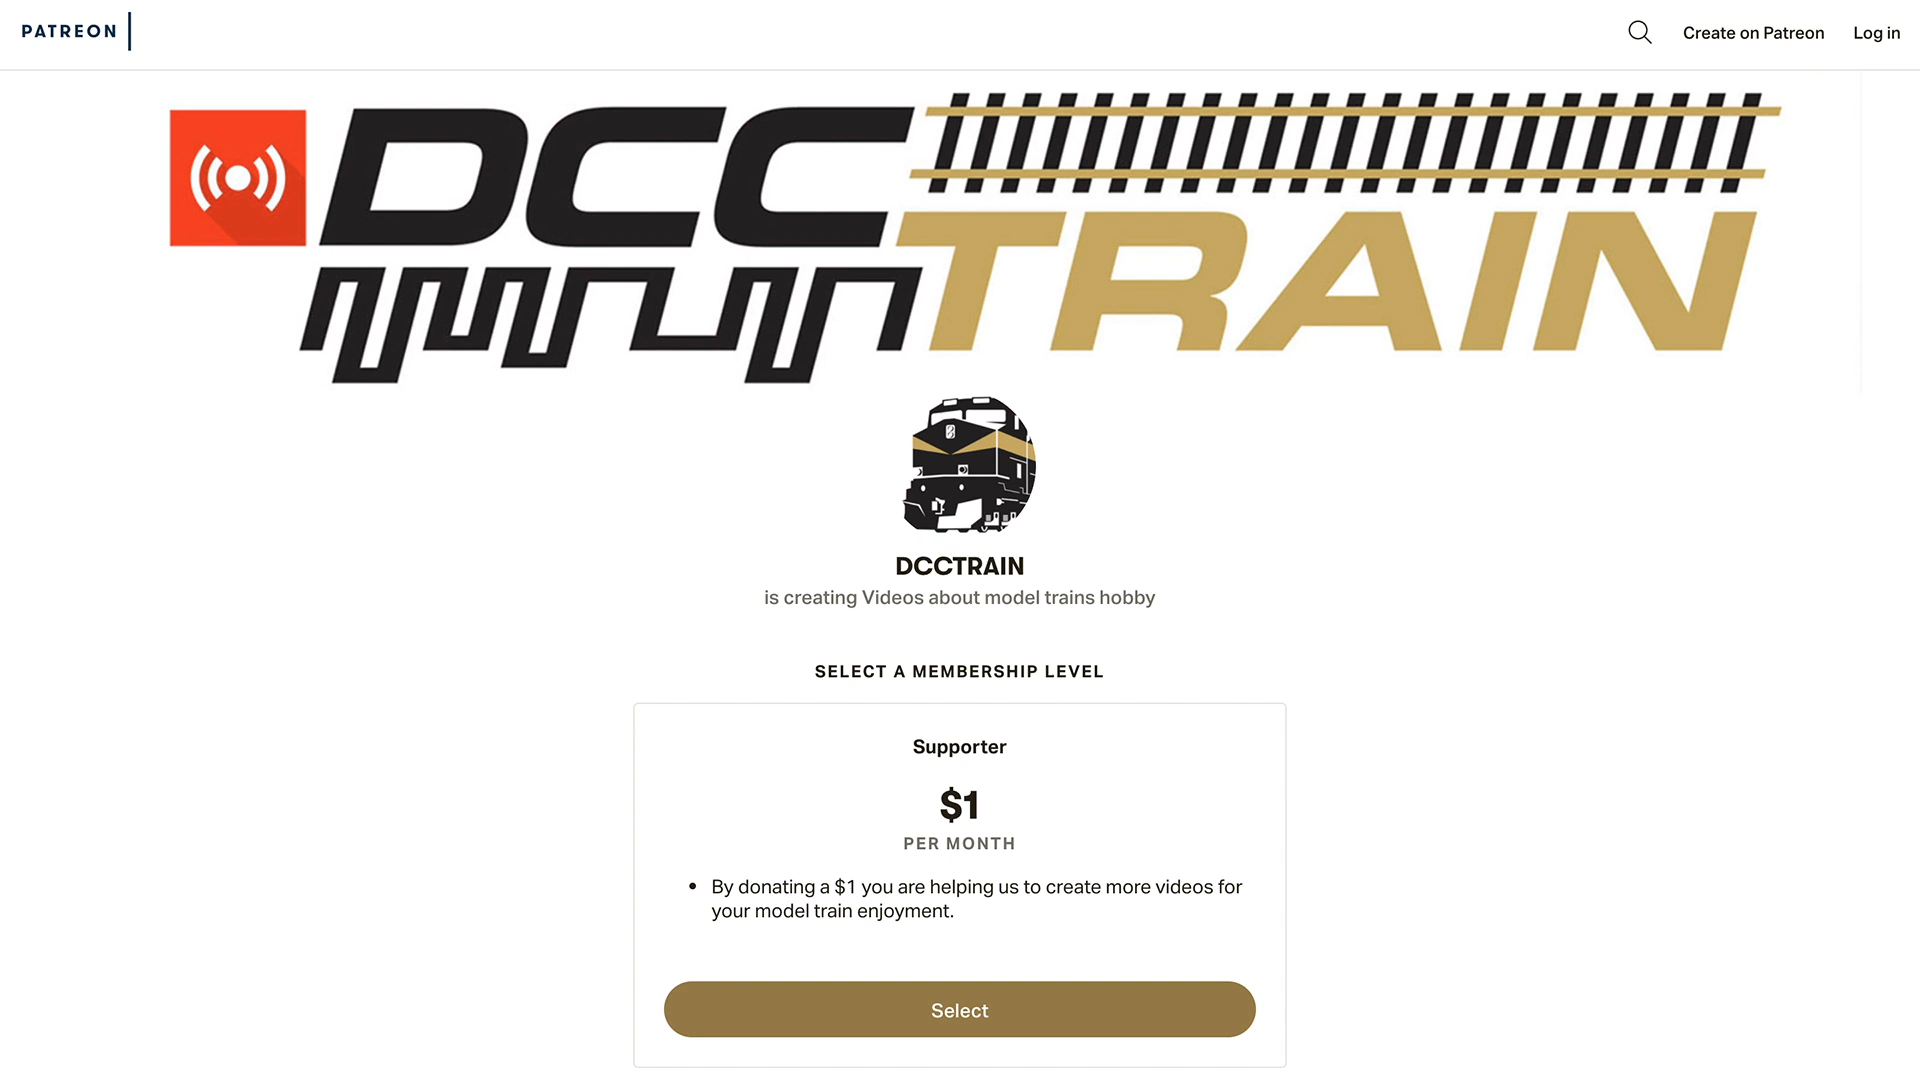 PATREON
Create on Patreon
Log in
DCC
TRAIN
DCCTRAIN
is creating Videos about model trains hobby
SELECT A MEMBERSHIP LEVEL
Supporter
$1
PER MONTH
• By donating a $1 you are helping us to create more videos for
your model train enjoyment.
Select